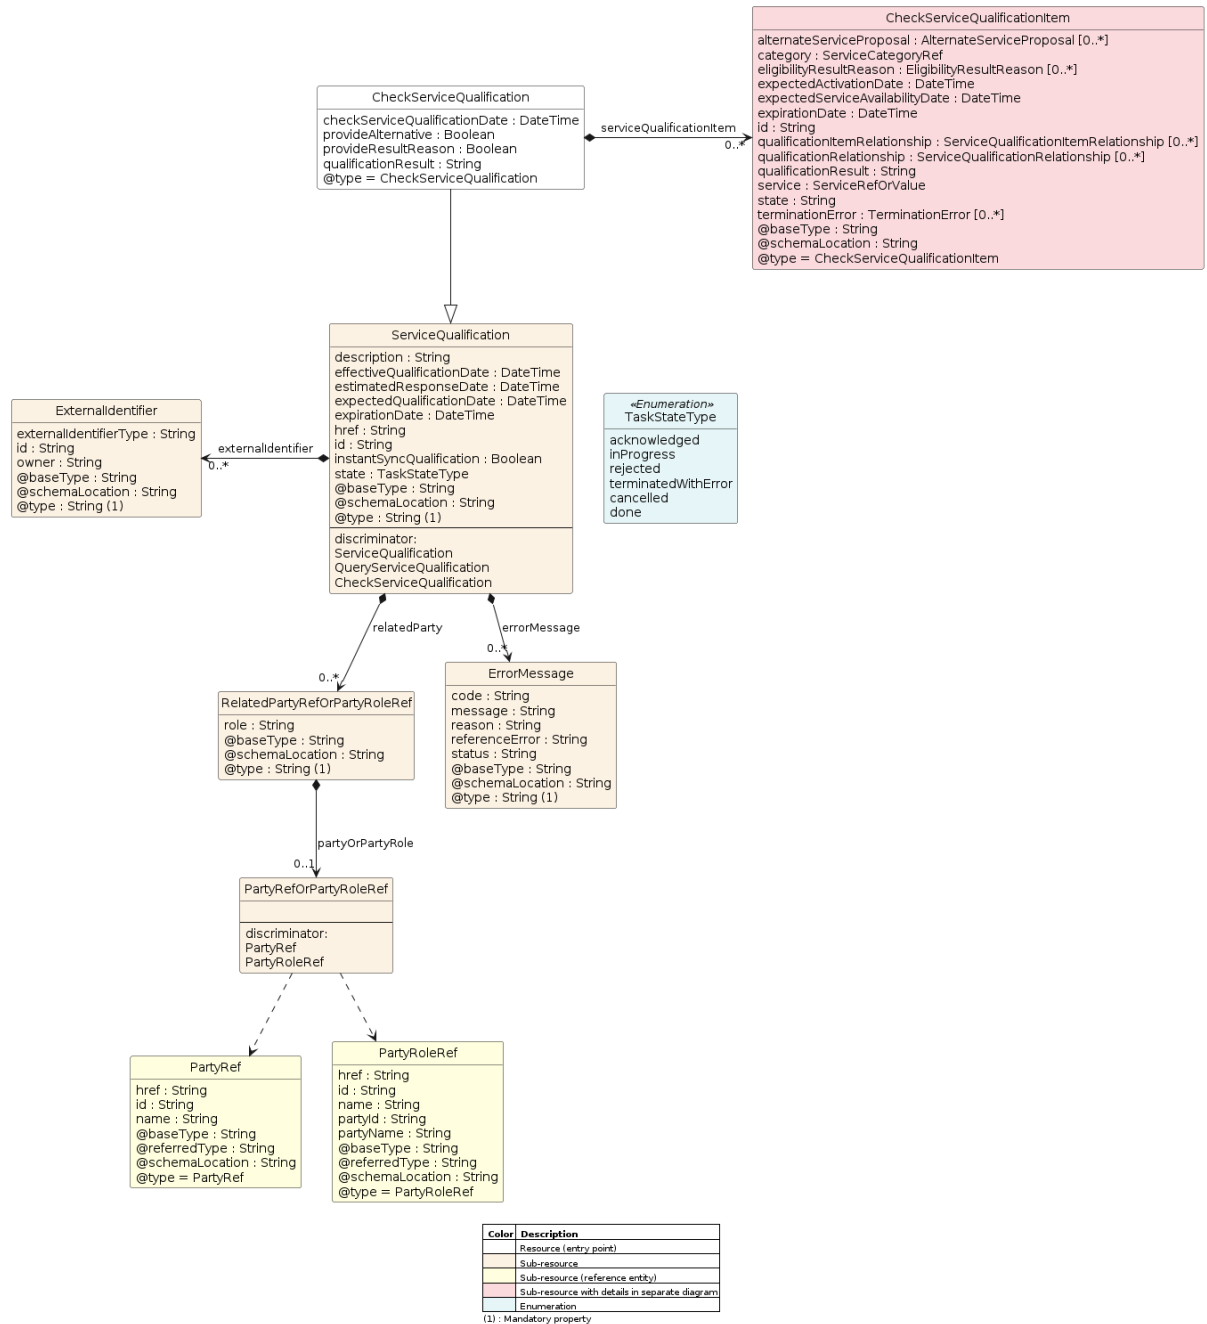 CheckServiceQualificationItem
alternateServiceProposal : AlternateServiceProposal [0..*]
category : ServiceCategoryRef
eligibilityResultReason : EligibilityResultReason [0..*]
expectedActivationDate : DateTime
expectedServiceAvailabilityDate : DateTime
expirationDate : DateTime
id : String
qualificationItemRelationship : ServiceQualificationItemRelationship [0..*]
qualificationRelationship : ServiceQualificationRelationship [0..*]
qualificationResult : String
service : ServiceRefOrValue
state : String
terminationError : TerminationError [0..*]
@baseType : String
@schemaLocation : String
@type = CheckServiceQualificationItem
CheckServiceQualification
checkServiceQualificationDate : DateTime
provideAlternative : Boolean
provideResultReason : Boolean
qualificationResult : String
@type = CheckServiceQualification
serviceQualificationItem
0..*
ServiceQualification
description : String
effectiveQualificationDate : DateTime
estimatedResponseDate : DateTime
expectedQualificationDate : DateTime
expirationDate : DateTime
href : String
id : String
instantSyncQualification : Boolean
state : TaskStateType
@baseType : String
@schemaLocation : String
@type : String (1)
discriminator:
ServiceQualification
QueryServiceQualification
CheckServiceQualification
ExternalIdentifier
externalIdentifierType : String
id : String
owner : String
@baseType : String
@schemaLocation : String
@type : String (1)
externalIdentifier
0..*
«Enumeration»
TaskStateType
acknowledged
inProgress
rejected
terminatedWithError
cancelled
done
relatedParty
0..*
errorMessage
0..*
ErrorMessage
code : String
message : String
reason : String
referenceError : String
status : String
@baseType : String
@schemaLocation : String
@type : String (1)
RelatedPartyRefOrPartyRoleRef
role : String
@baseType : String
@schemaLocation : String
@type : String (1)
partyOrPartyRole
0..1
PartyRefOrPartyRoleRef
discriminator:
PartyRef
PartyRoleRef
PartyRef
href : String
id : String
name : String
@baseType : String
@referredType : String
@schemaLocation : String
@type = PartyRef
PartyRoleRef
href : String
id : String
name : String
partyId : String
partyName : String
@baseType : String
@referredType : String
@schemaLocation : String
@type = PartyRoleRef
Color Description
Resource (entry point)
Sub-resource
Sub-resource (reference entity)
Sub-resource with details in separate diagram
Enumeration
(1) : Mandatory property